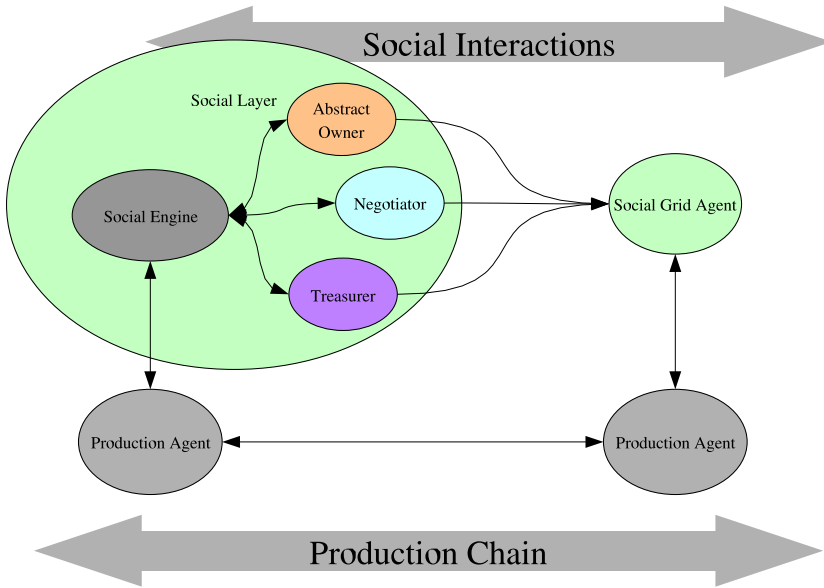 Social Interactions
Social Layer
Abstract
Owner
Social Engine
Negotiator
Social Grid Agent
Treasurer
Production Agent
Production Agent
Production Chain